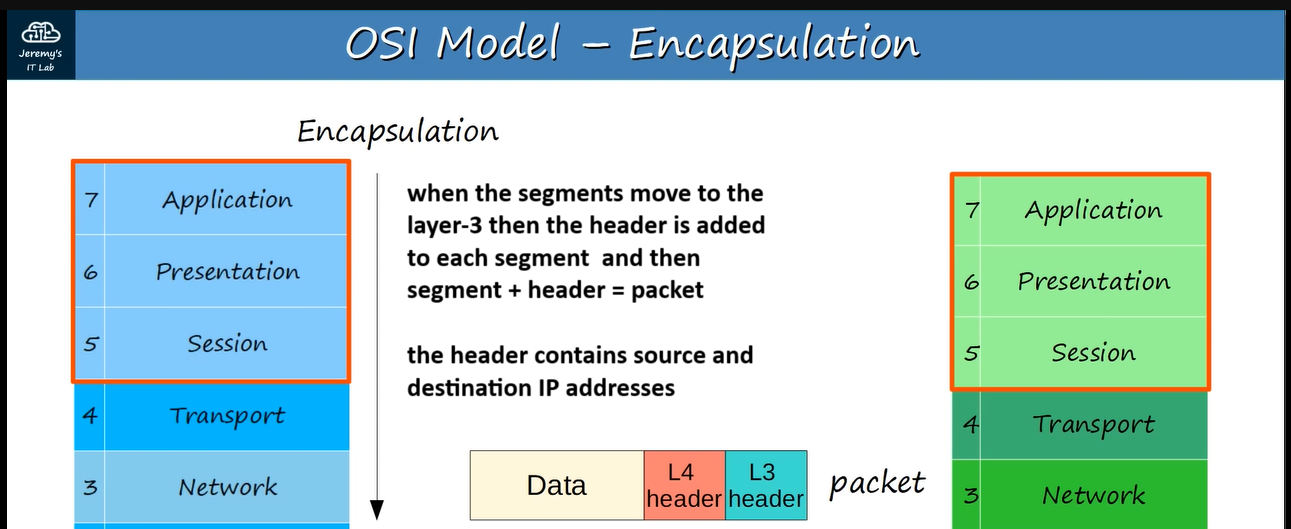 Jeremy's
IT Lab
OSI Model – Encapsulation
Encapsulation
7 Application
6 Presentation
5 Session
4 Transport
3 Network
when the segments move to the
layer-3 then the header is added
to each segment and then
segment + header = packet
the header contains source and
destination IP addresses
Data
L4
header
L3
header
packet
7 Application
6 Presentation
5 Session
4 Transport
3 Network